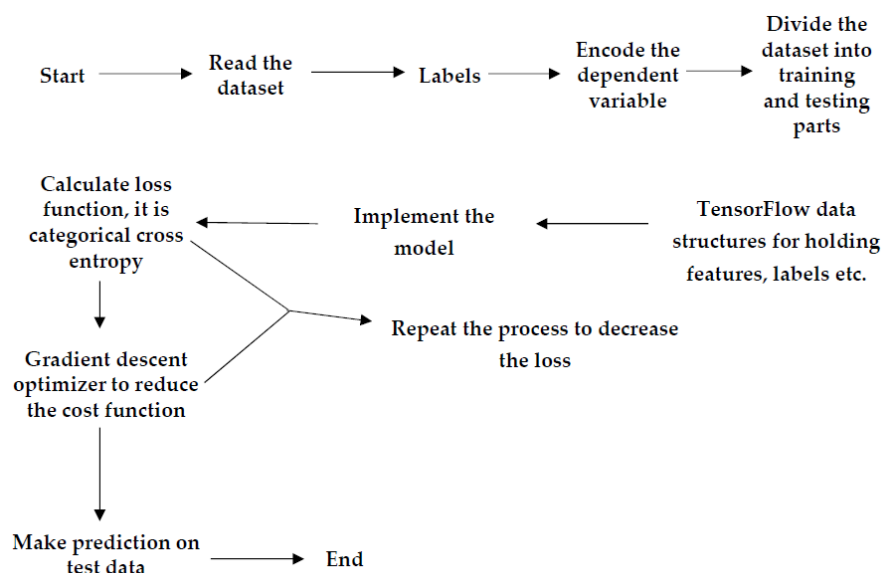 Start
Read the
dataset
Labels
Encode the
dependent
variable
Divide the
dataset into
training
and testing
parts
Calculate loss
function, it is
categorical cross
entropy
Implement the
model
TensorFlow data
structures for holding
features, labels etc.
Repeat the process to decrease
the loss
Gradient descent
optimizer to reduce
the cost function
Make prediction on
test data
End